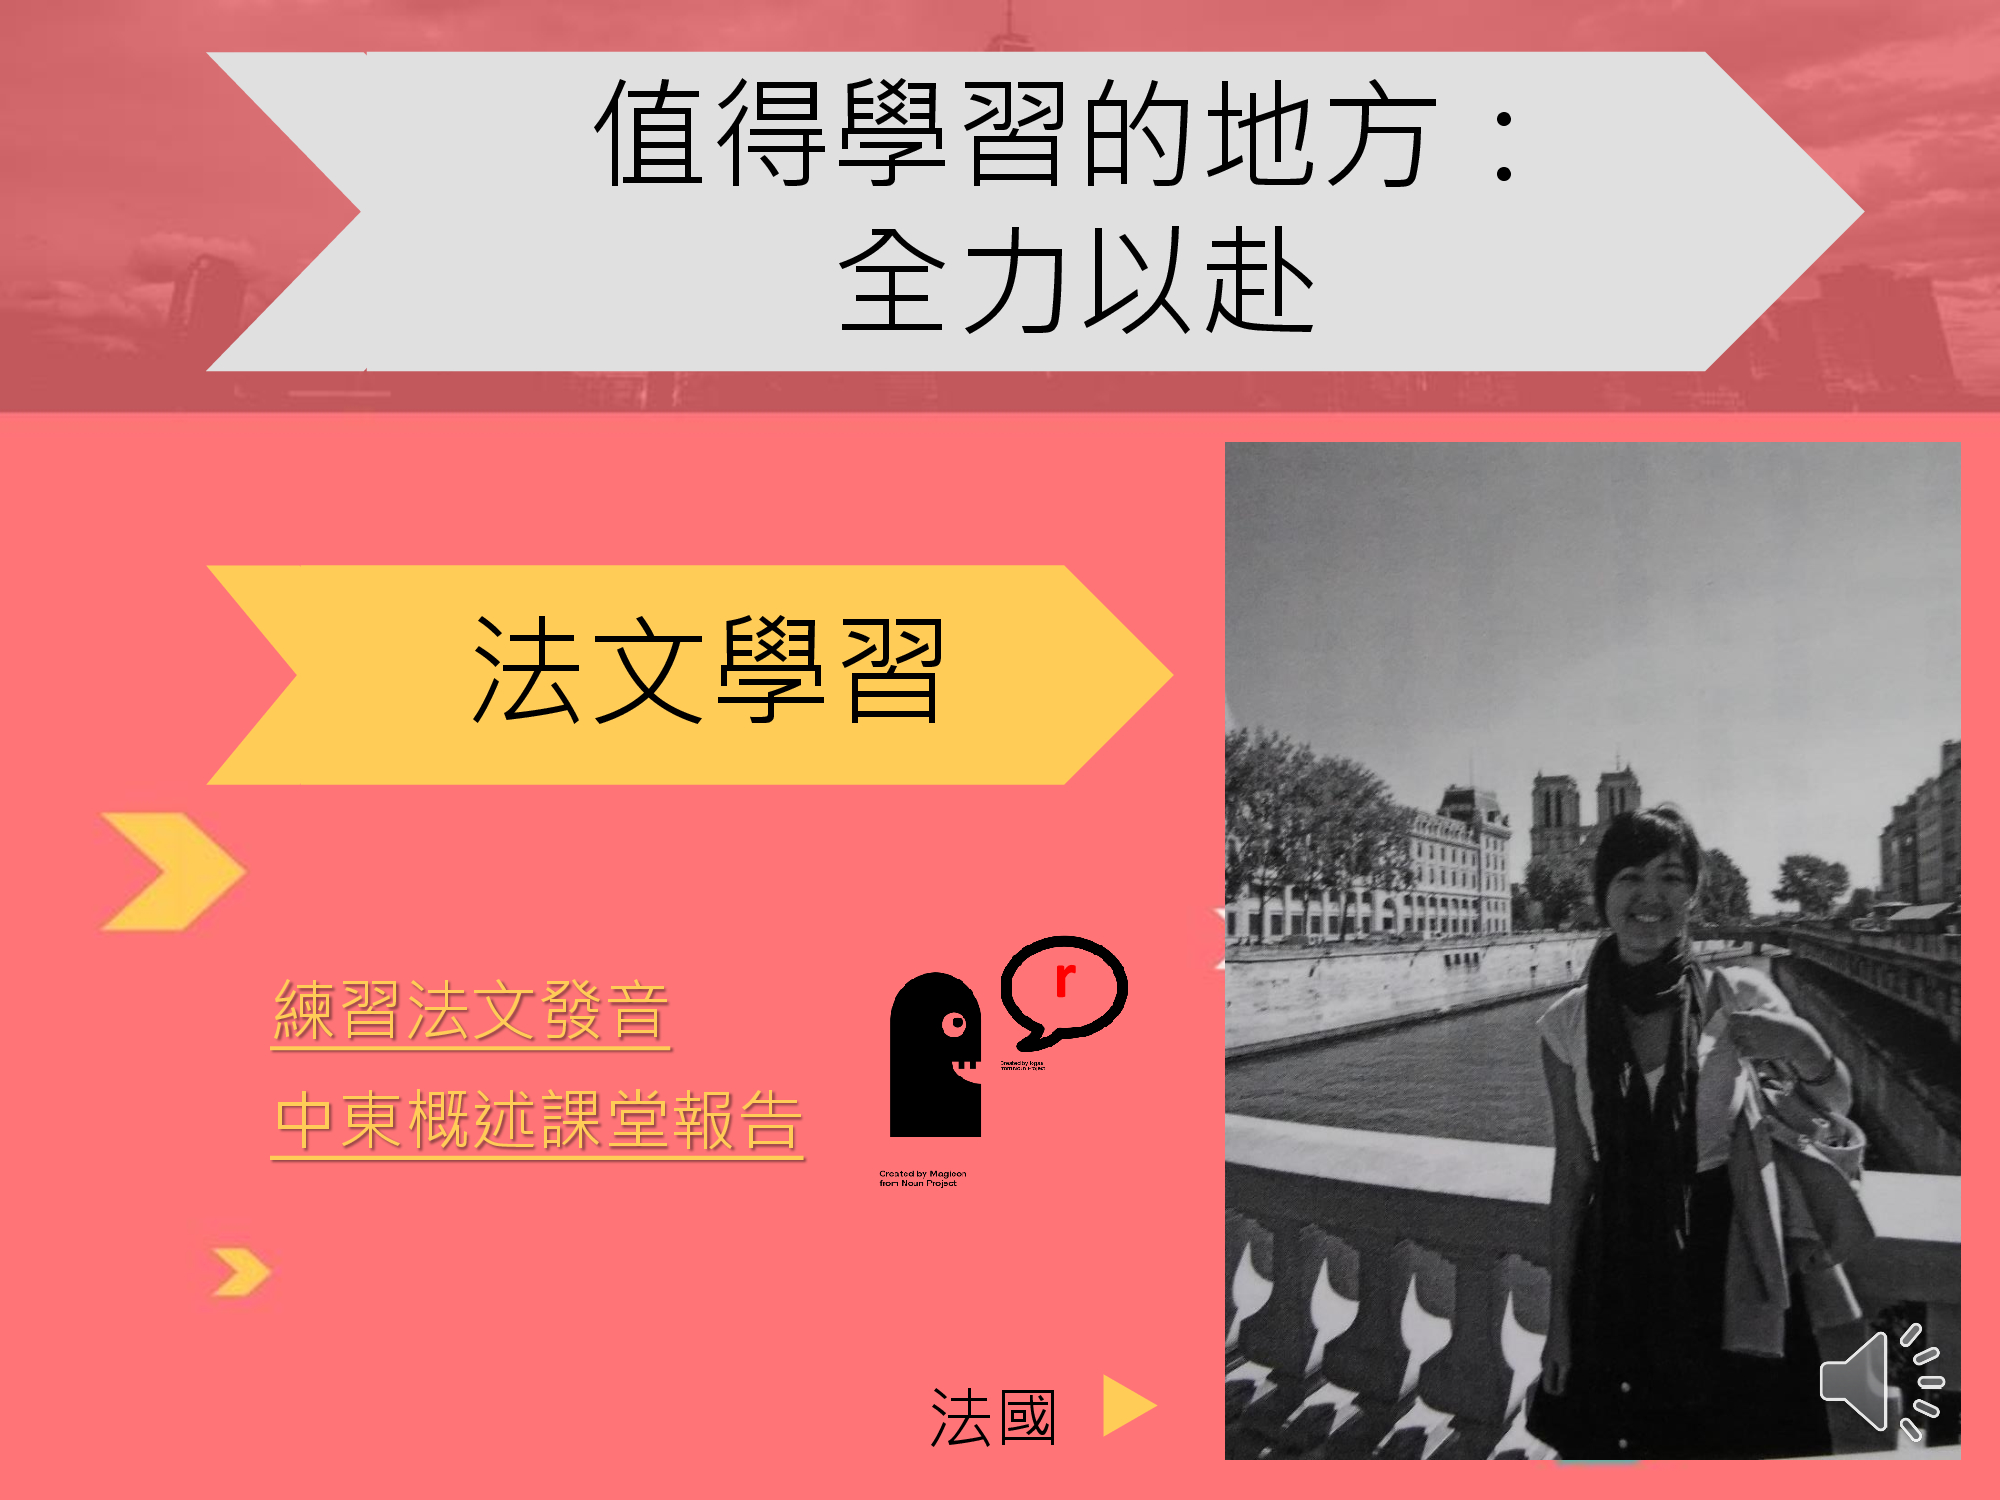 值得學習的地方：
全力以赴
法文學習
練習法文發音
中東概述課堂報告
r
Created by Magicon
from Noun Project
法國